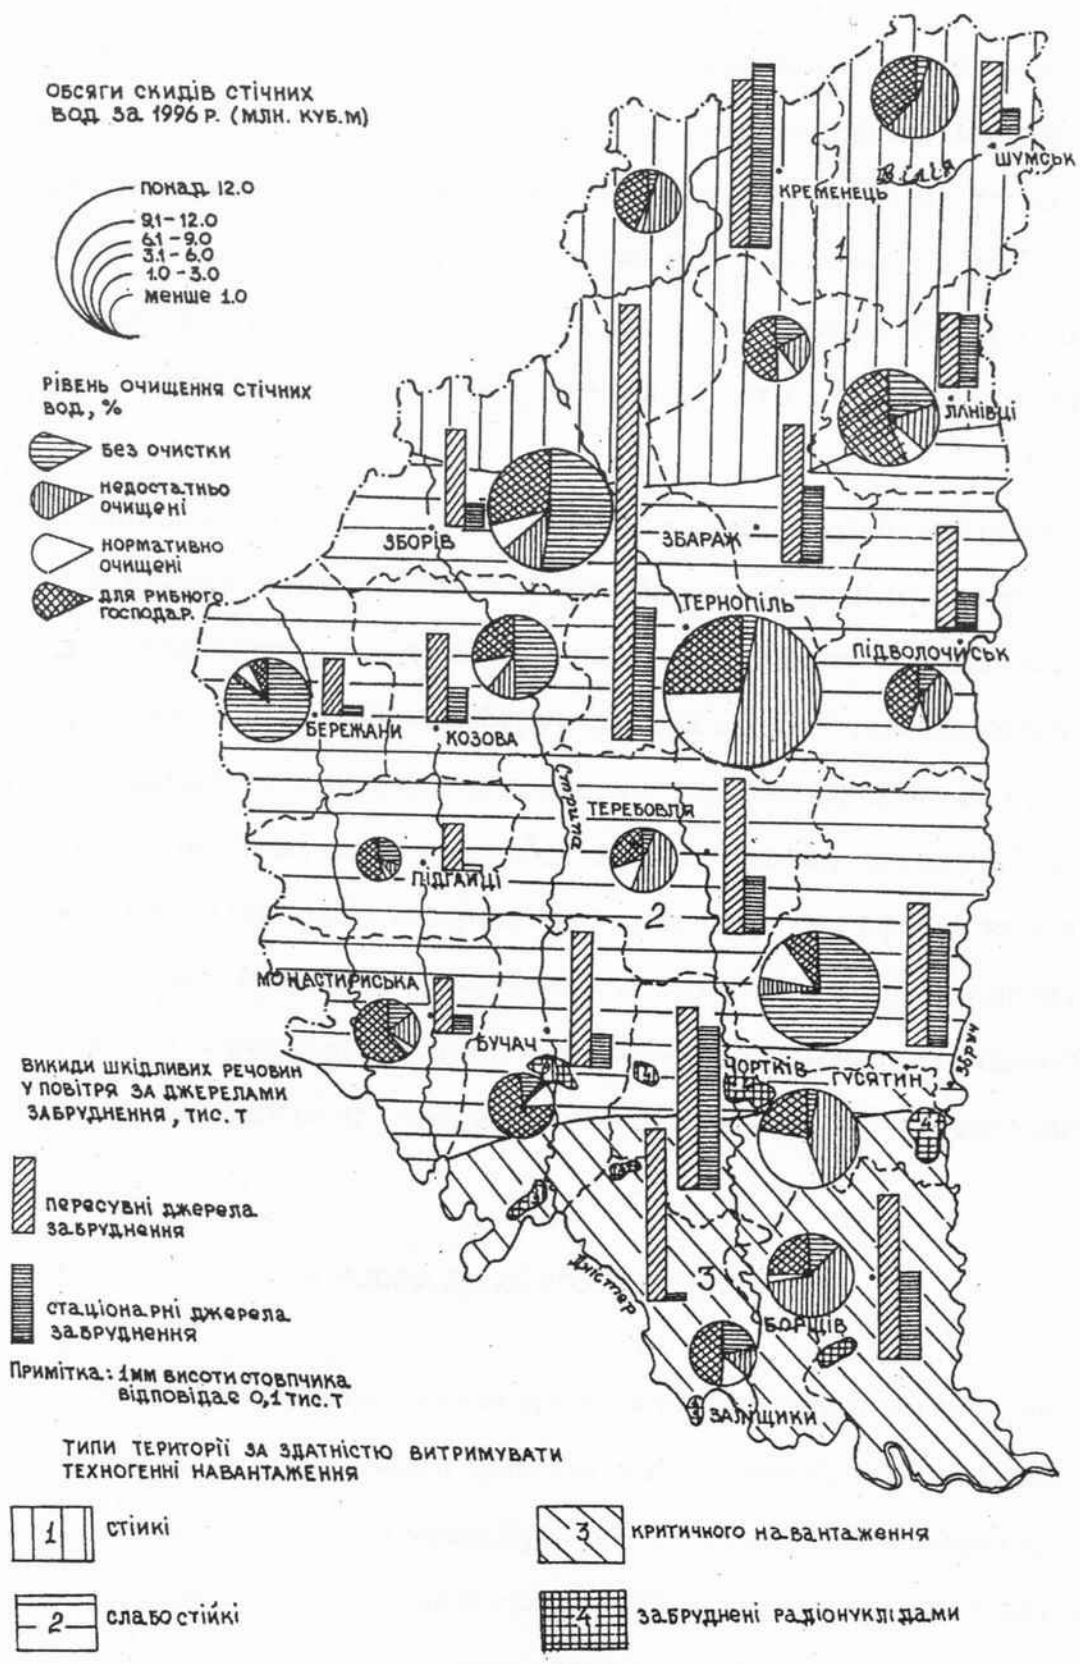 ОБСЯГИ СКИДІВ СТІЧНИХ
ВОД ЗА 1996 Р. (МЛН. КУБ.М)
ПОНАД 12.0
9.1-12.0
6.1-9.0
3.1-6.0
1.0-3.0
МЕНШЕ 1.0
РІВЕНЬ ОЧИЩЕННЯ СТІЧНИХ
ВОД, %
БЕЗ ОЧИСТКИ
НЕДОСТАТНЬО
ОЧИЩЕНІ
НОРМАТИВНО
ОЧИЩЕНІ
ДЛЯ РИБНОГО
ГОСПОДАР.
ШУМСЬК
Вілія
КРЕМЕНЕЦЬ
1
ЛАНІВЦІ
ЗБОРІВ
ЗБАРАЖ
ТЕРНОПІЛЬ
ПІДВОЛОЧИСЬК
БЕРЕЖАНИ
КОЗОВА
Стрипа
ТЕРЕБОВЛЯ
ПІДГАЙЦІ
2
МОНАСТИРИСЬКА
БУЧАЧ
4
ЧОРТКІВ
4
ГУСЯТИН
Збруч
4
Дністер
3
БОРЩІВ
ЗАЛІЩИКИ
ВИКИДИ ШКІДЛИВИХ РЕЧОВИН
У ПОВІТРЯ ЗА ДЖЕРЕЛАМИ
ЗАБРУДНЕННЯ, ТИС. Т
ПЕРЕСУВНІ ДЖЕРЕЛА
ЗАБРУДНЕННЯ
СТАЦІОНАРНІ ДЖЕРЕЛА
ЗАБРУДНЕННЯ
ПРИМІТКА: 1ММ ВИСОТИ СТОВПЧИКА
ВІДПОВІДАЄ 0,1 ТИС. Т
ТИПИ ТЕРИТОРІЇ ЗА ЗДАТНІСТЮ ВИТРИМУВАТИ
ТЕХНОГЕННІ НАВАНТАЖЕННЯ
1 СТІЙКІ
3 КРИТИЧНОГО НАВАНТАЖЕННЯ
2 СЛАБО СТІЙКІ
4 ЗАБРУДНЕНІ РАДІОНУКЛІДАМИ